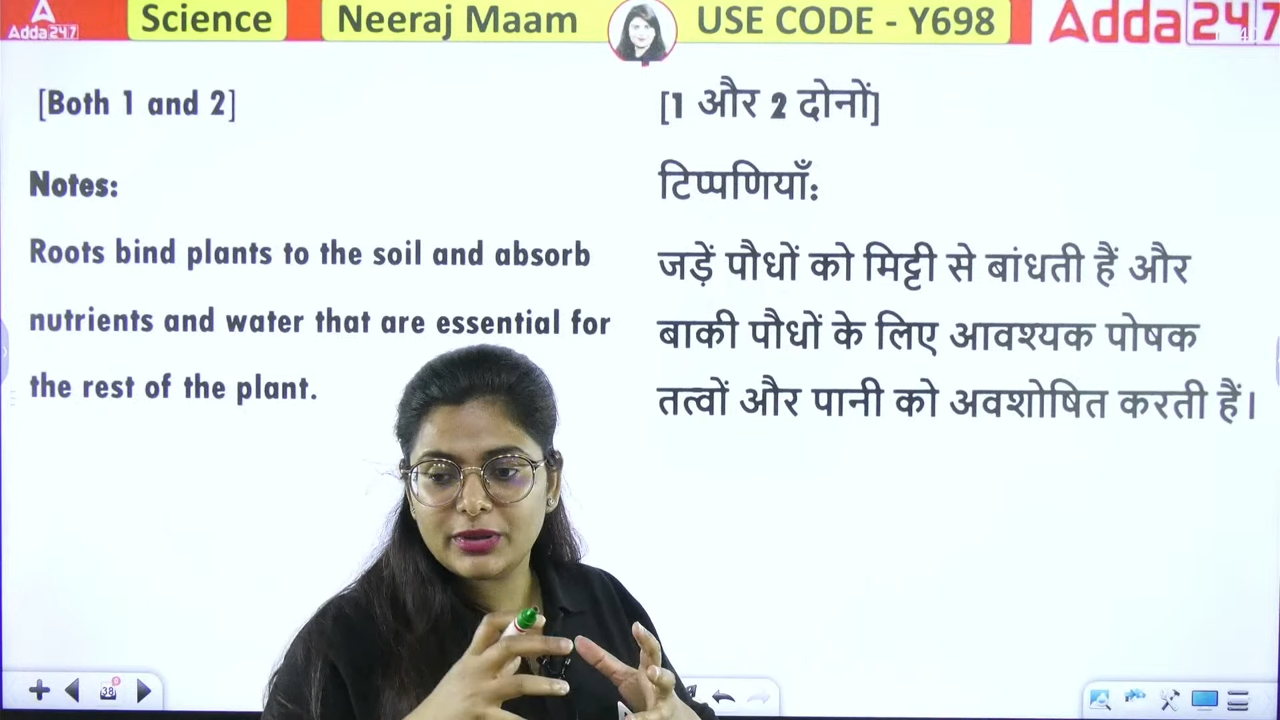 Science
Neeraj Maam
USE CODE - Y698
Adda247
Adda247
[Both 1 and 2]
Notes:
Roots bind plants to the soil and absorb
nutrients and water that are essential for
the rest of the plant.
[1 और 2 दोनों]
टिप्पणियाँ:
जड़ें पौधों को मिट्टी से बांधती हैं और
बाकी पौधों के लिए आवश्यक पोषक
तत्वों और पानी को अवशोषित करती हैं।
38